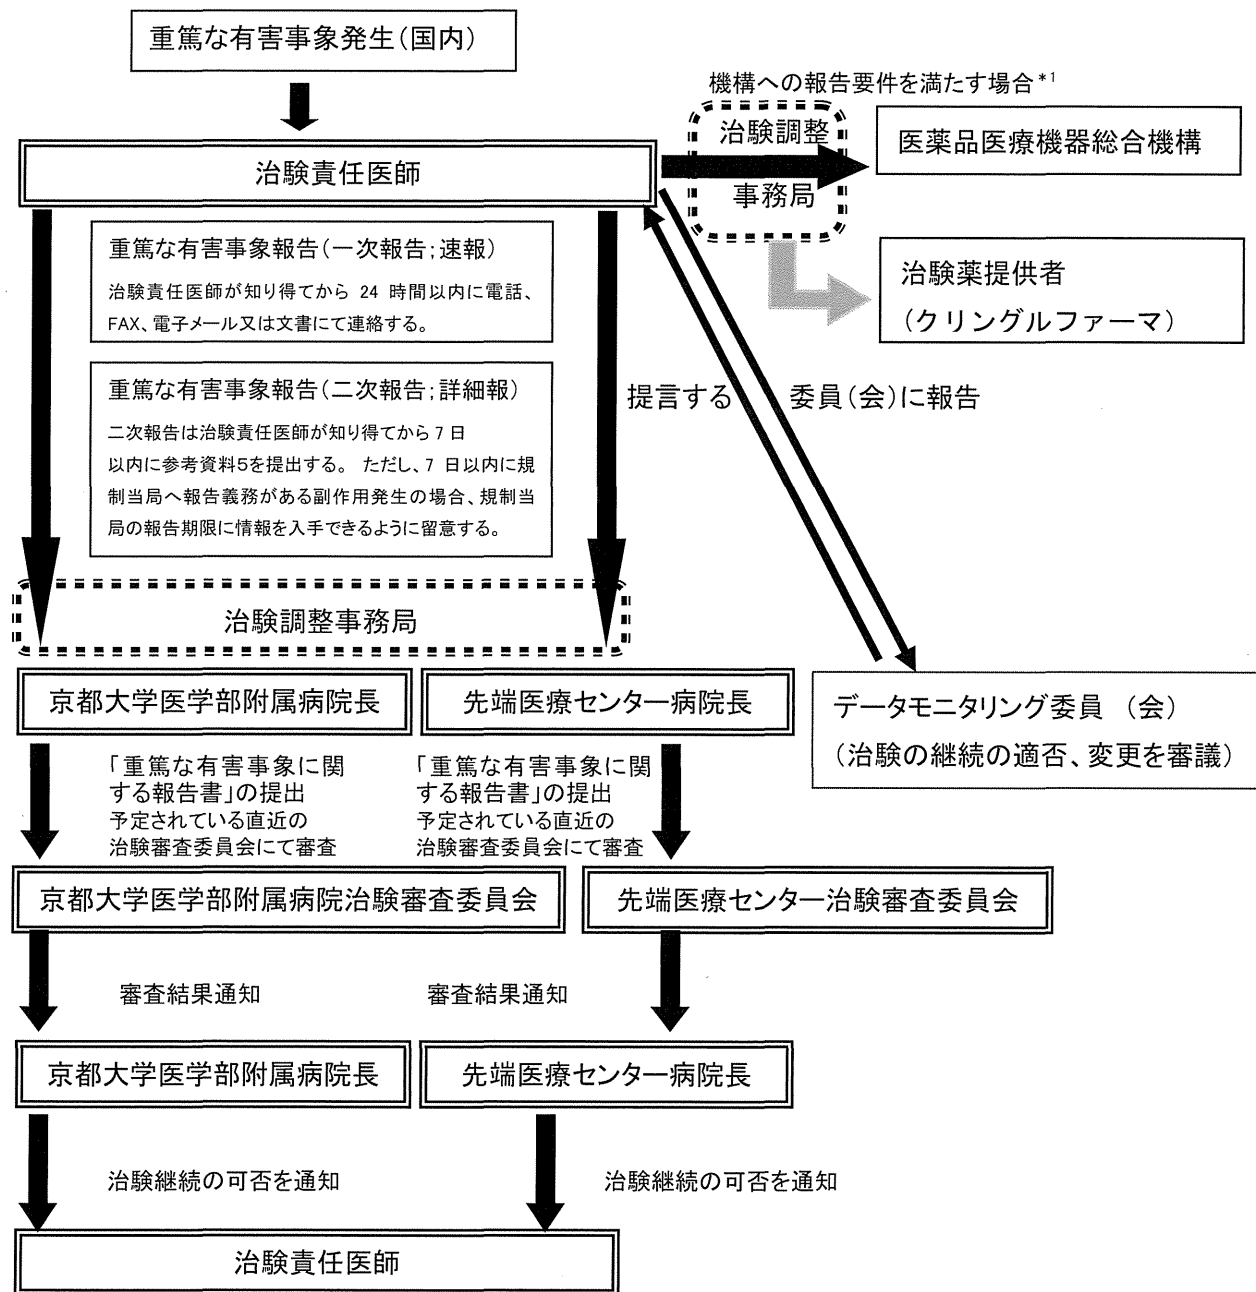 重篤な有害事象発生（国内）
機構への報告要件を満たす場合*1
治験調整
事務局
医薬品医療機器総合機構
治験責任医師
重篤な有害事象報告（一次報告；速報）
治験責任医師が知り得てから 24 時間以内に電話、
FAX、電子メール又は文書にて連絡する。
治験薬提供者
（クリングルファーマ）
重篤な有害事象報告（二次報告；詳細報）
二次報告は治験責任医師が知り得てから 7 日
以内に参考資料5を提出する。 ただし、7 日以内に規
制当局へ報告義務がある副作用発生の場合、規制当
局の報告期限に情報を入手できるように留意する。
提言する
委員（会）に報告
治験調整事務局
京都大学医学部附属病院長
先端医療センター病院長
データモニタリング委員 （会）
（治験の継続の適否、変更を審議）
「重篤な有害事象に関
する報告書」の提出
予定されている直近の
治験審査委員会にて審査
「重篤な有害事象に関
する報告書」の提出
予定されている直近の
治験審査委員会にて審査
京都大学医学部附属病院治験審査委員会
先端医療センター治験審査委員会
審査結果通知
審査結果通知
京都大学医学部附属病院長
先端医療センター病院長
治験継続の可否を通知
治験継続の可否を通知
治験責任医師